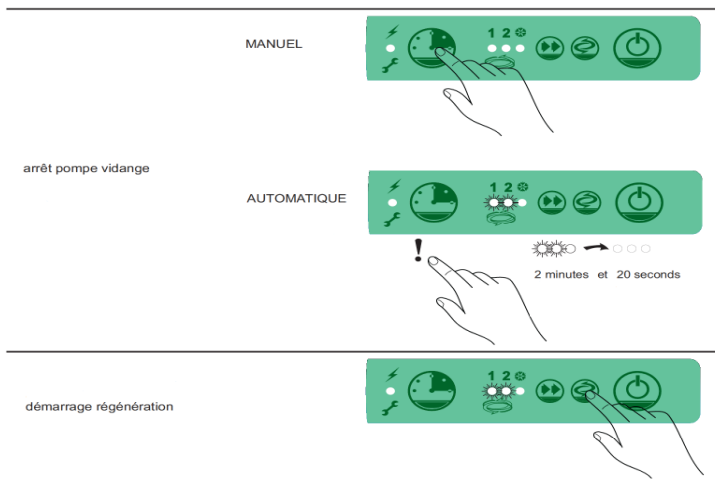 MANUEL
1 2
arrêt pompe vidange
AUTOMATIQUE
1 2
!
2 minutes et 20 seconds
démarrage régénération
1 2